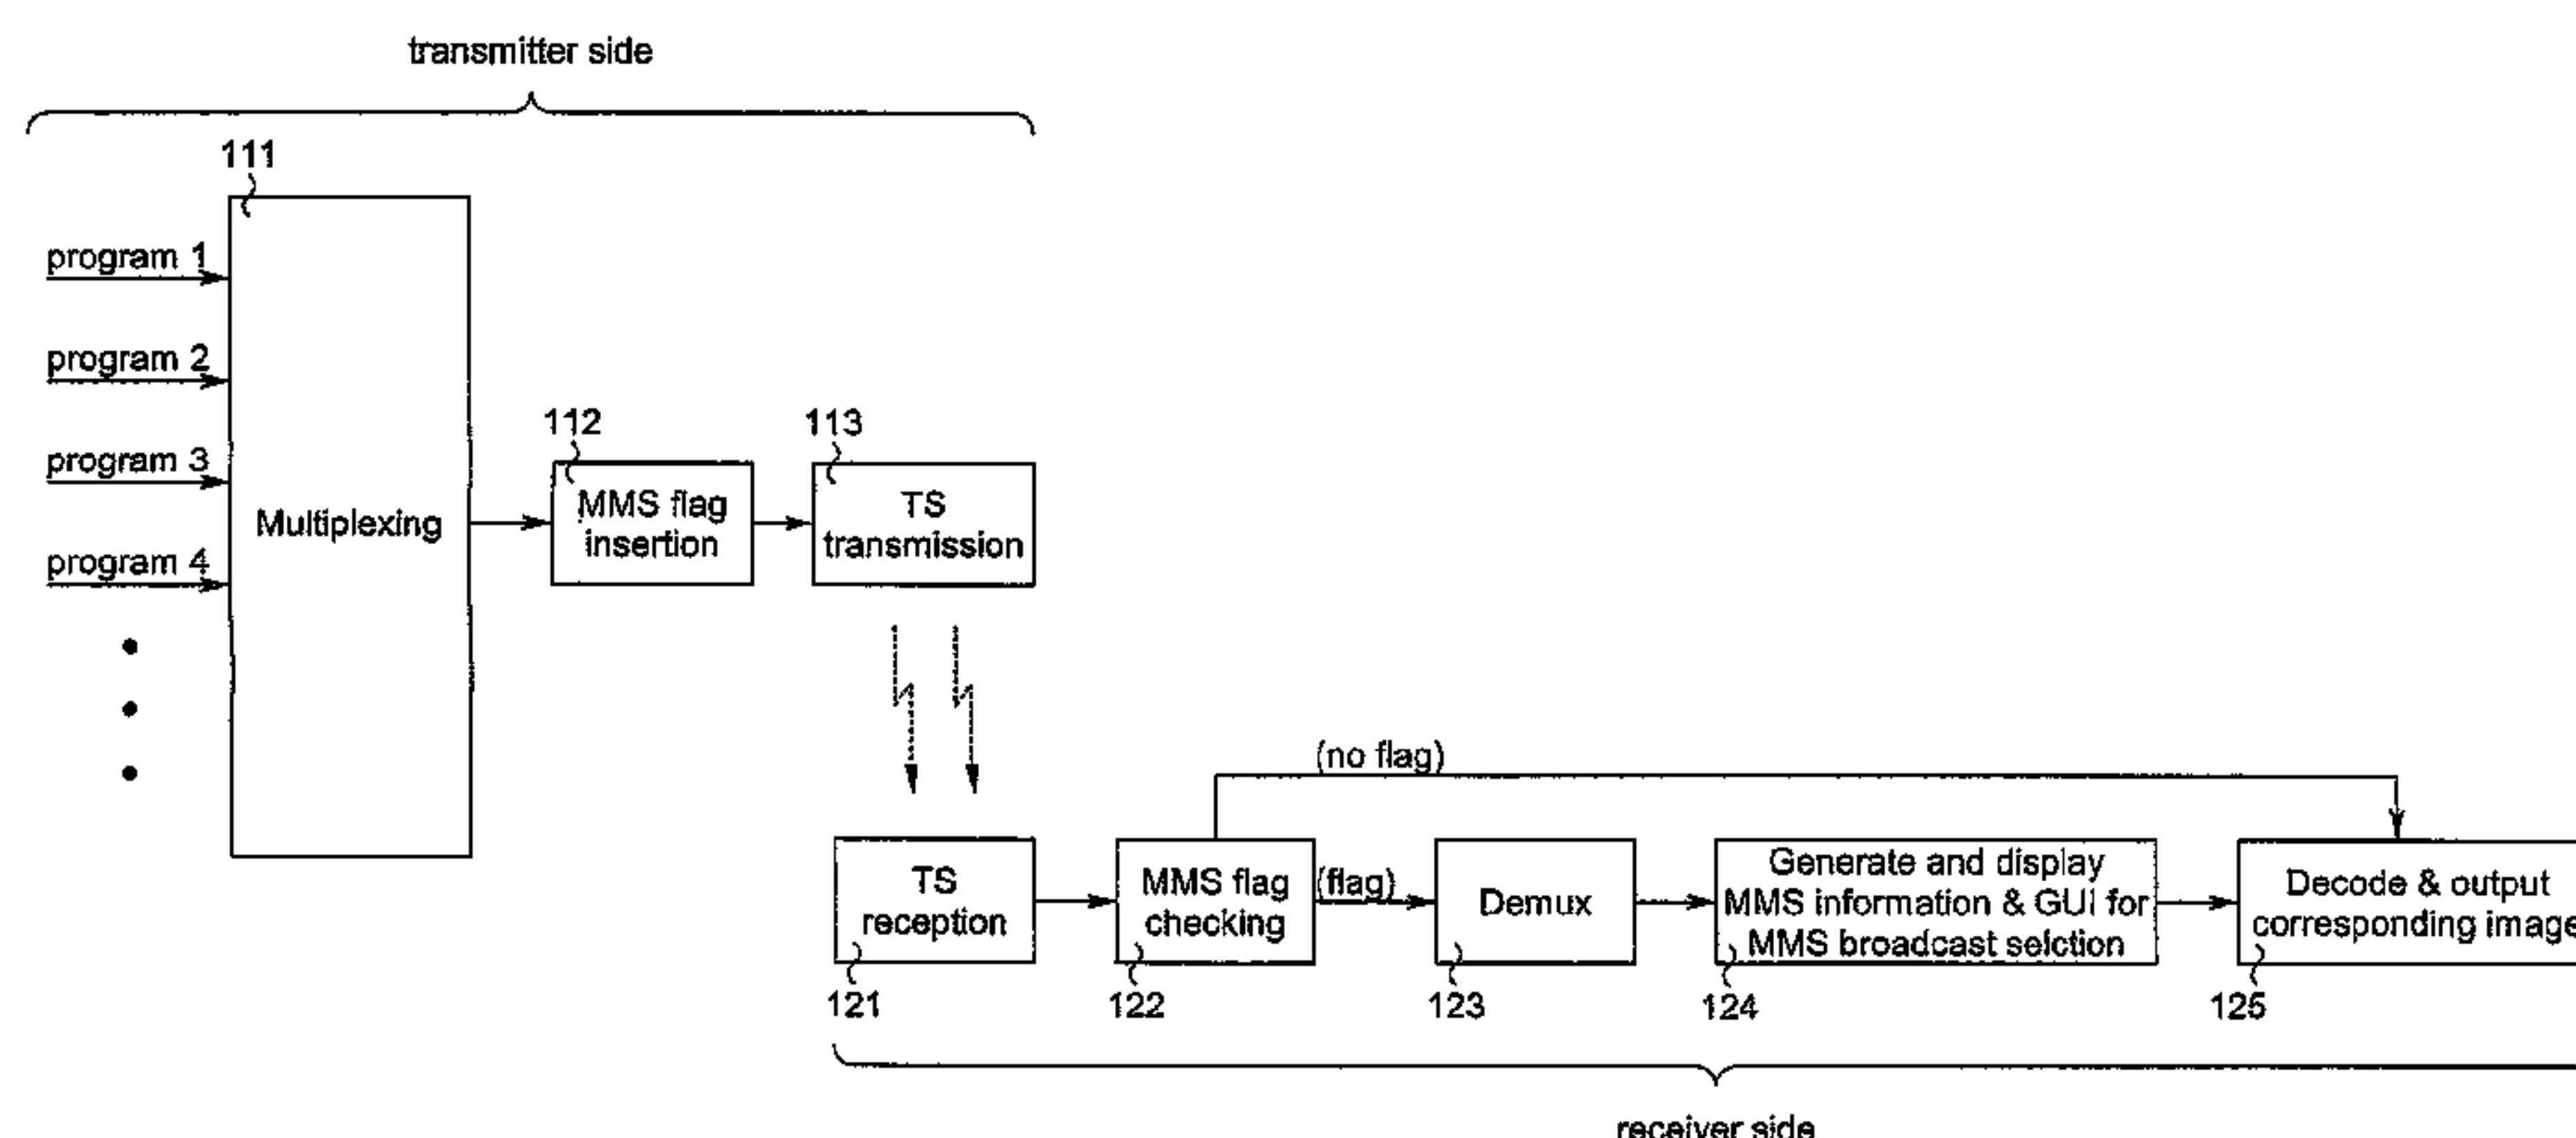 transmitter side
111
program 1
program 2
program 3
program 4
Multiplexing
112
MMS flag
insertion
113
TS
transmission
(no flag)
TS
reception
121
MMS flag
checking
122
(flag)
Demux
123
Generate and display
MMS information & GUI for
MMS broadcast selction
124
Decode & output
corresponding image
125
receiver side